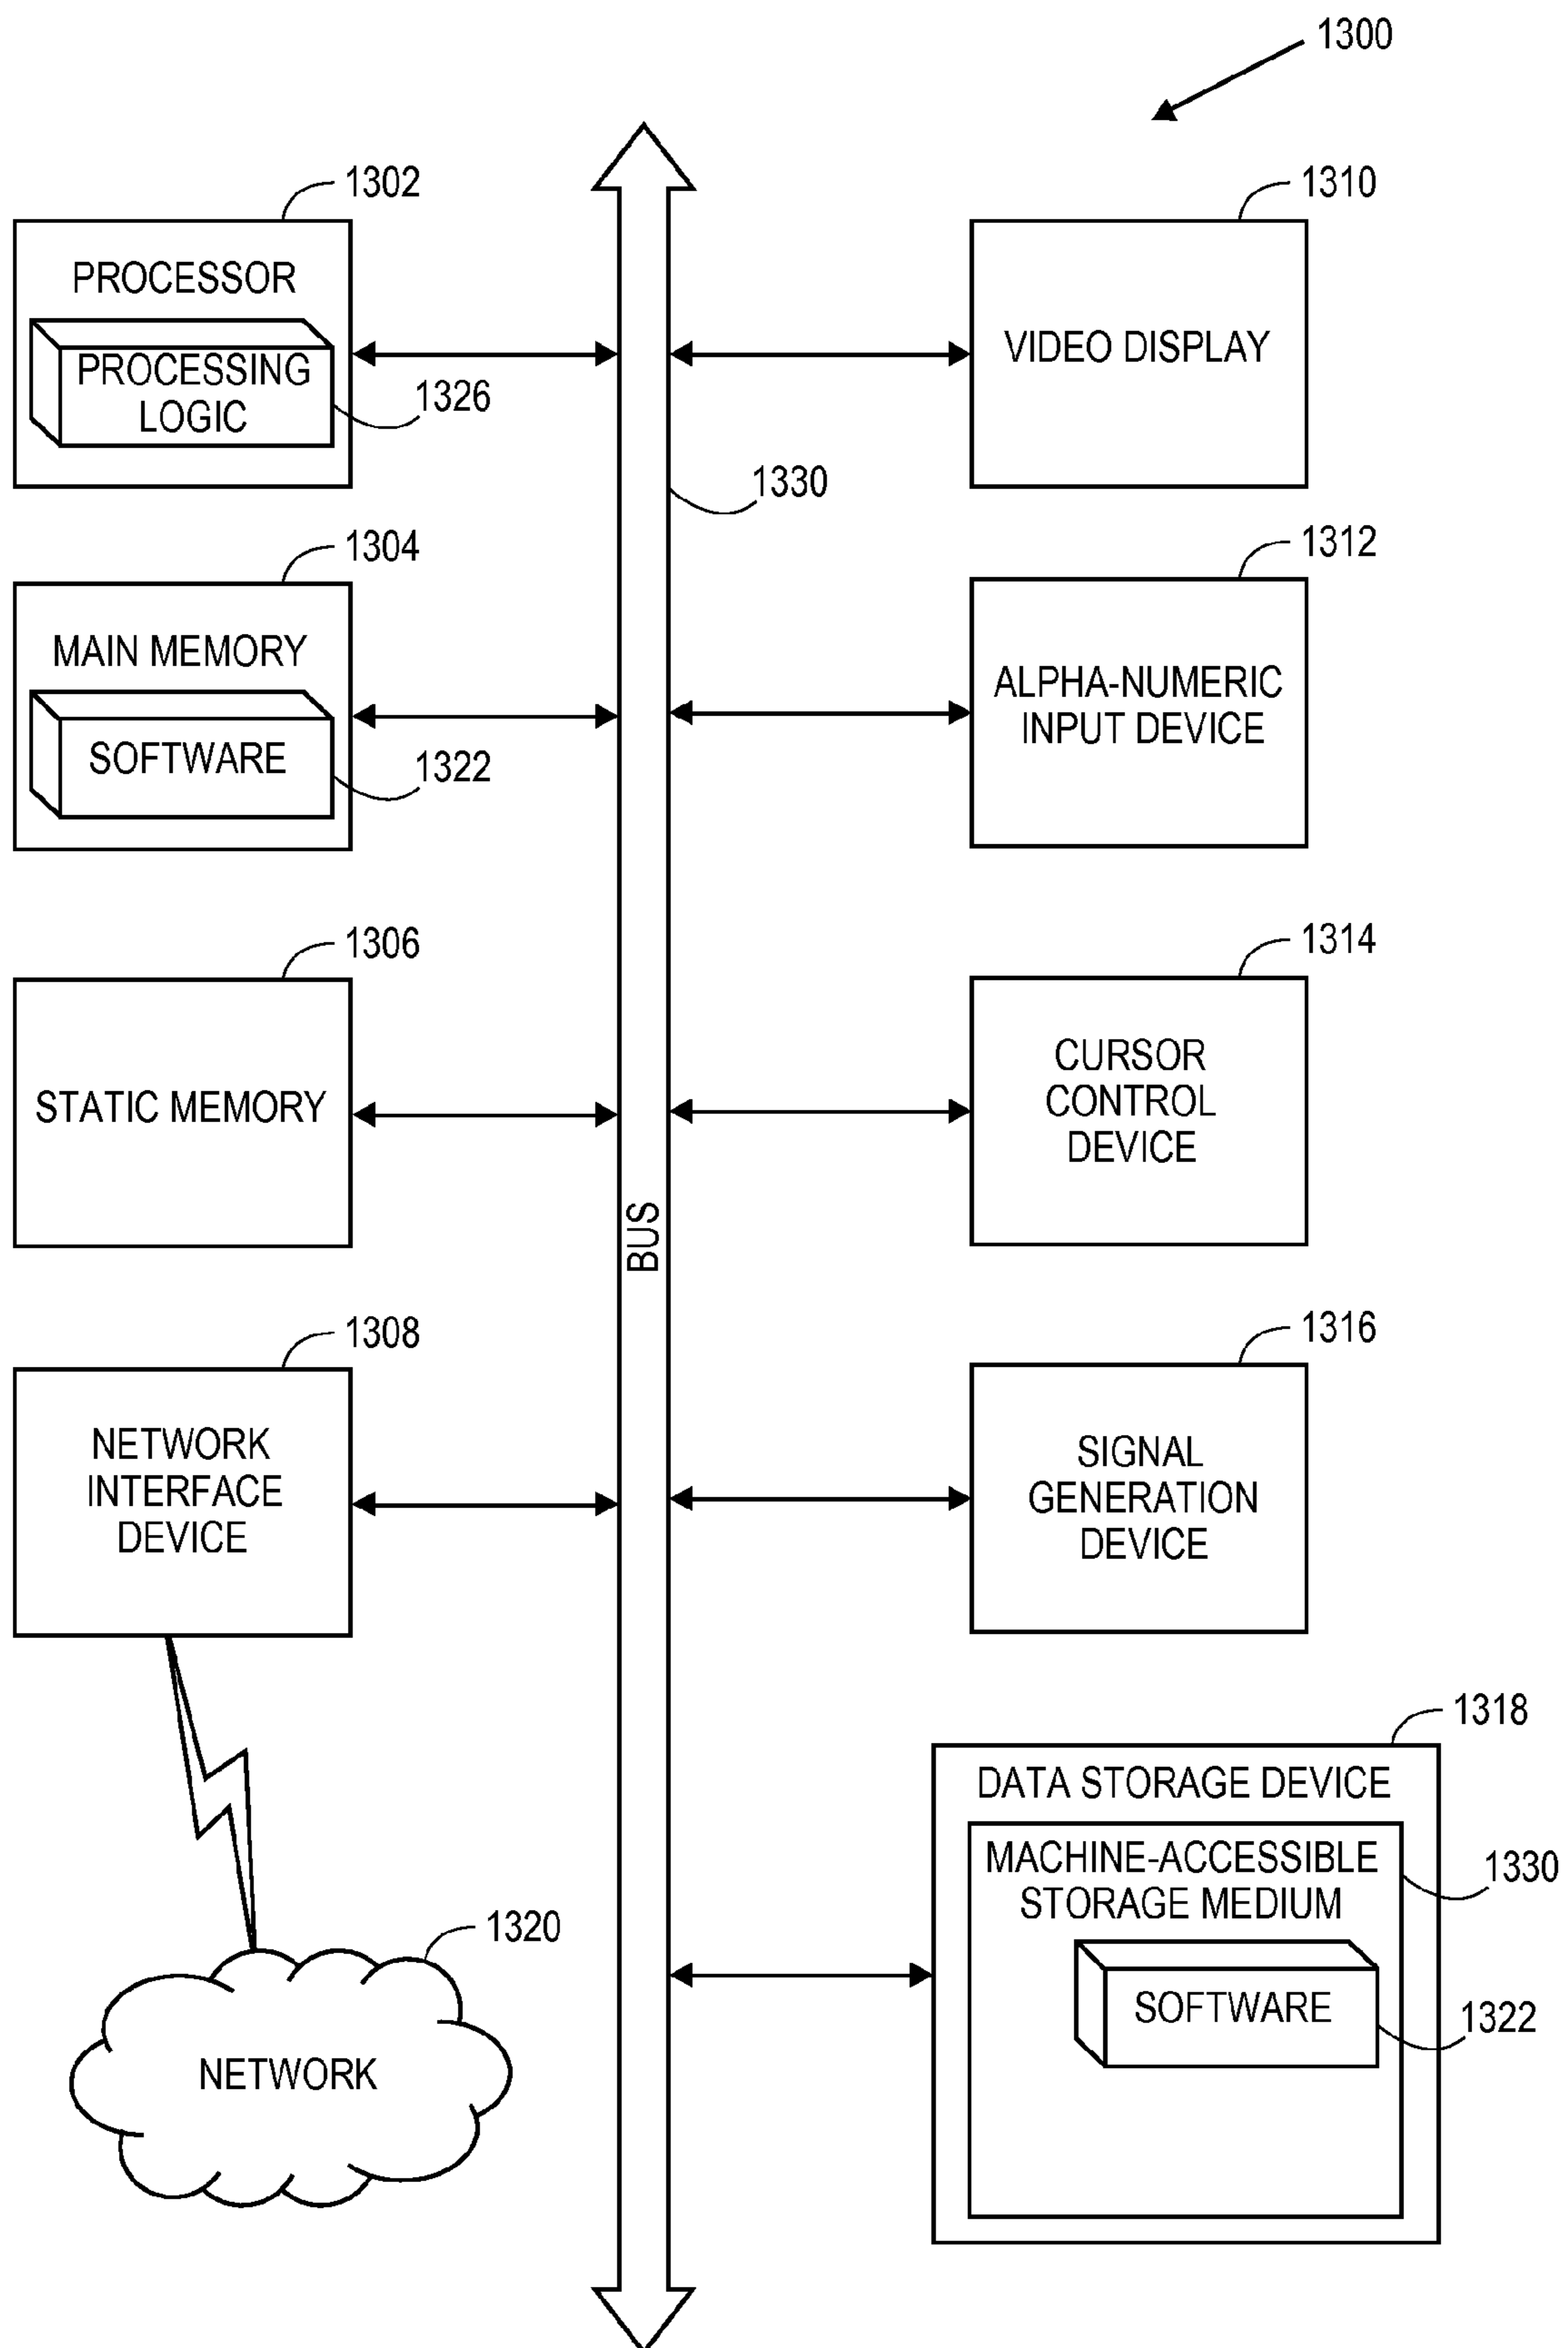 1300
1302
PROCESSOR
PROCESSING
LOGIC
1326
1304
MAIN MEMORY
SOFTWARE
1322
1306
STATIC MEMORY
1308
NETWORK
INTERFACE
DEVICE
1320
NETWORK
1330
BUS
1310
VIDEO DISPLAY
1312
ALPHA-NUMERIC
INPUT DEVICE
1314
CURSOR
CONTROL
DEVICE
1316
SIGNAL
GENERATION
DEVICE
1318
DATA STORAGE DEVICE
MACHINE-ACCESSIBLE
STORAGE MEDIUM
1330
SOFTWARE
1322